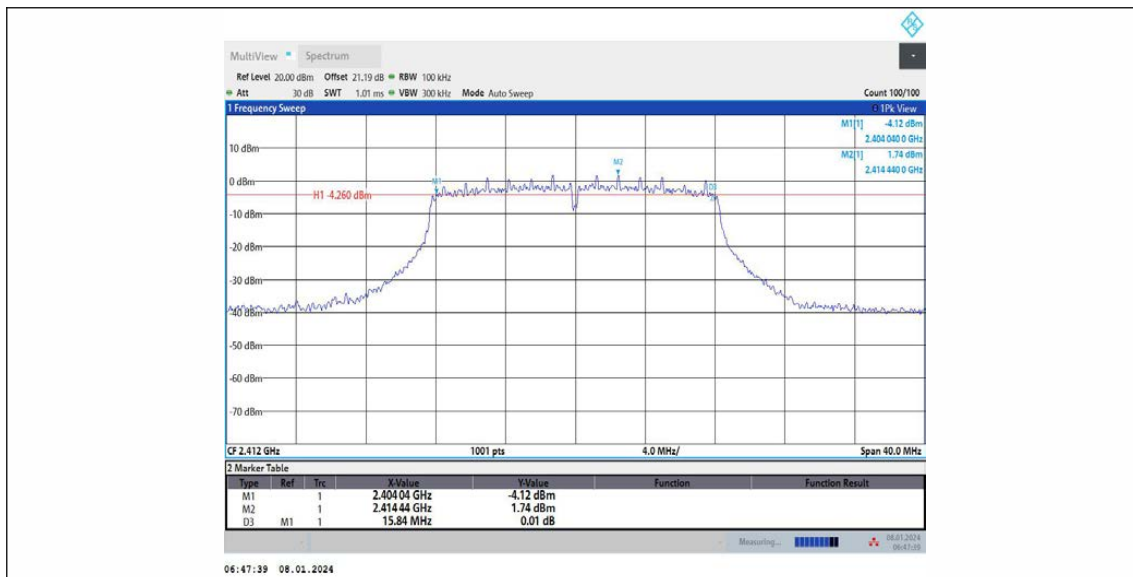 MultiView Spectrum
Ref Level 20.00 dBm Offset 21.19 dB RBW 100 kHz
Att 30 dB SWT 1.01 ms VBW 300 kHz Mode Auto Sweep Count 100/100
1 Frequency Sweep 1Pk View
M1[1] -4.12 dBm
2.404 040 0 GHz
M2[1] 1.74 dBm
2.414 440 0 GHz
10 dBm
M2
0 dBm
M1 D3
H1 -4.260 dBm
-10 dBm
-20 dBm
-30 dBm
-40 dBm
-50 dBm
-60 dBm
-70 dBm
CF 2.412 GHz 1001 pts 4.0 MHz/ Span 40.0 MHz
2 Marker Table
Type Ref Trc X-Value Y-Value Function Function Result
M1 1 2.404 04 GHz -4.12 dBm
M2 1 2.414 44 GHz 1.74 dBm
D3 M1 1 15.84 MHz 0.01 dB
Measuring... 08.01.2024
06:47:39
06:47:39 08.01.2024